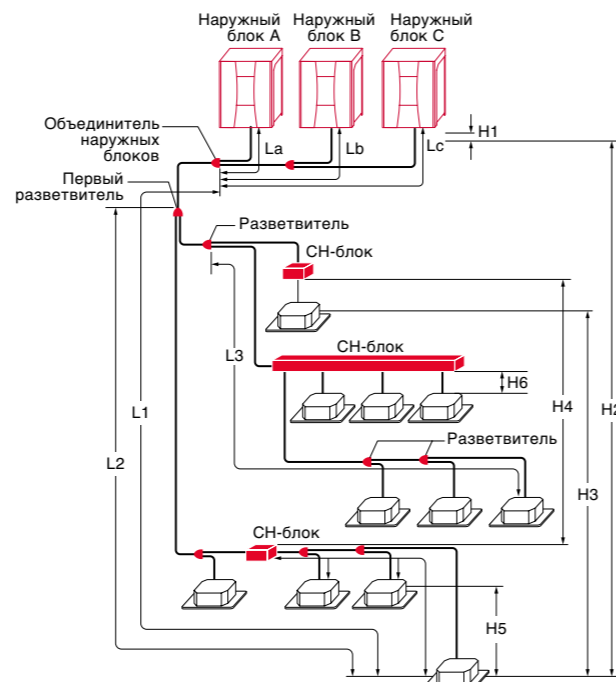 Наружный
блок A
Наружный
блок B
Наружный
блок C
H1
La
Lb
Lc
Объединитель
наружных
блоков
Первый
разветвитель
Разветвитель
CH-блок
L3
CH-блок
H6
H4
H2
H3
L1
L2
Разветвитель
CH-блок
H5